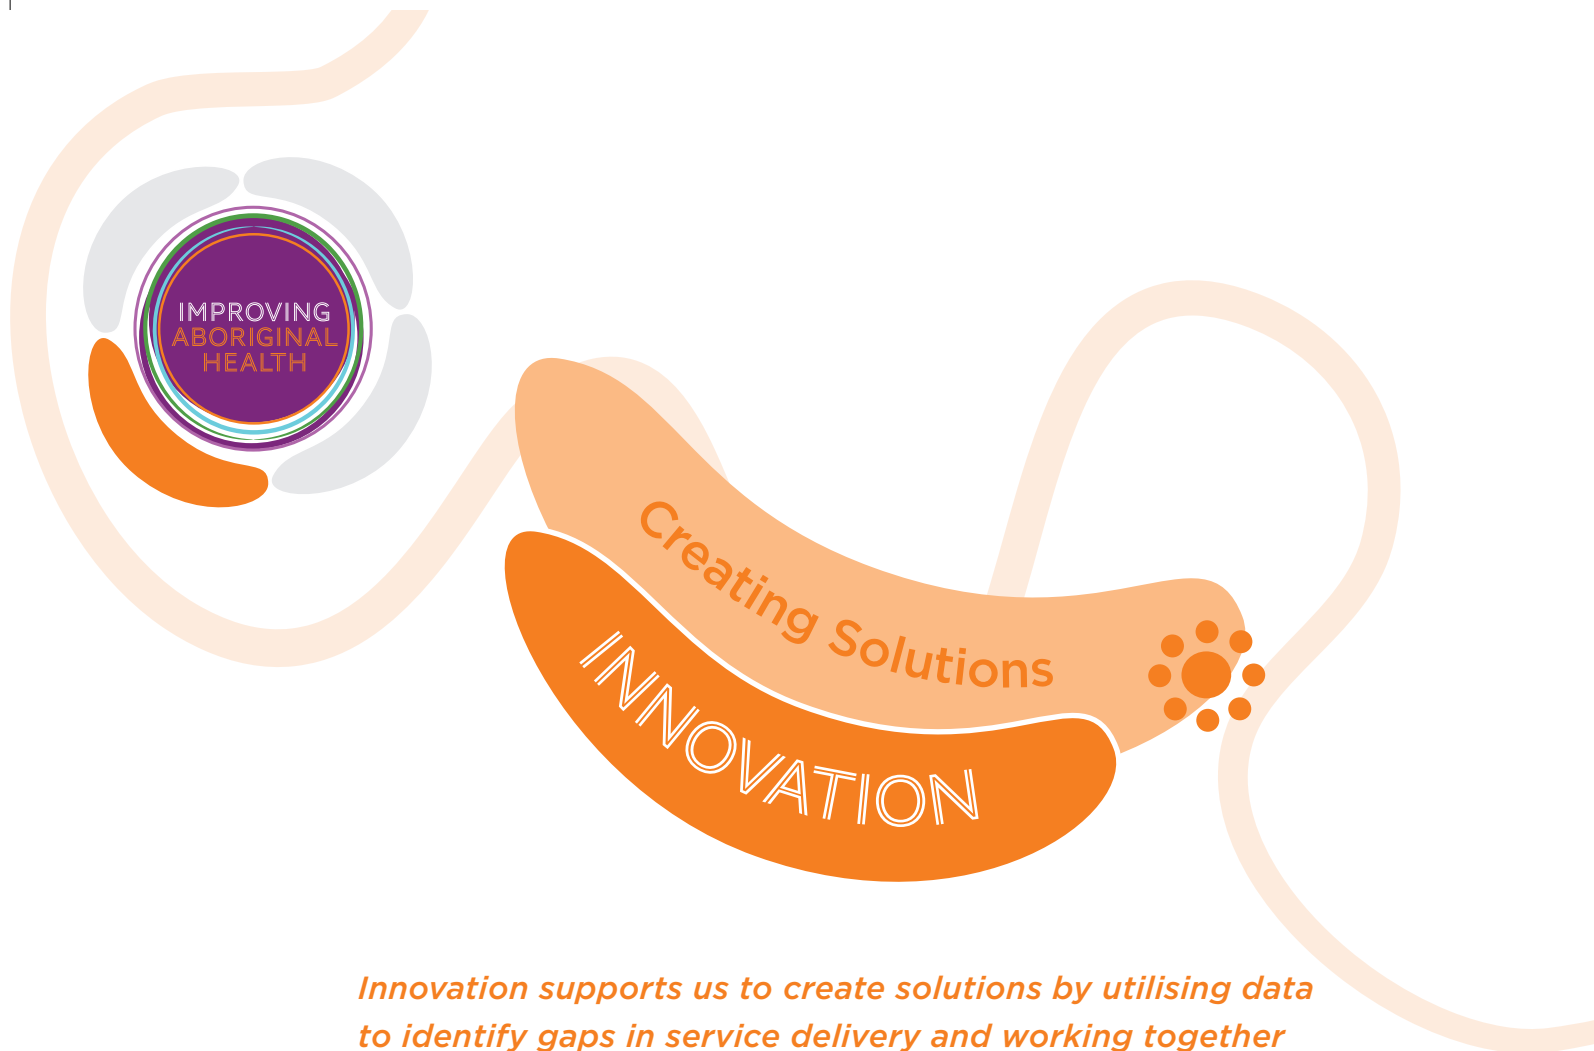 IMPROVING
ABORIGINAL
HEALTH
Creating Solutions
INNOVATION
Innovation supports us to create solutions by utilising data
to identify gaps in service delivery and working together